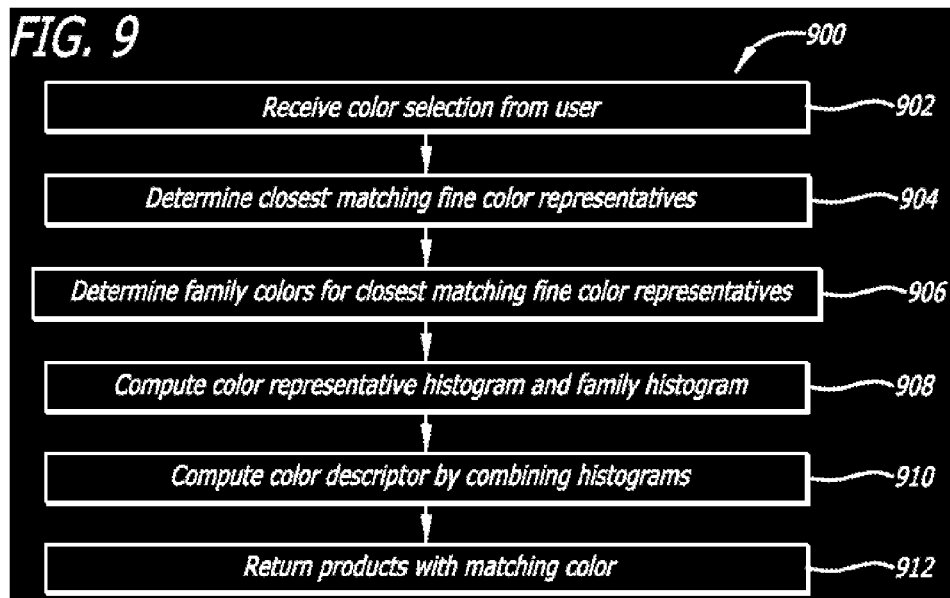 FIG. 9
900
Receive color selection from user
902
Determine closest matching fine color representatives
904
Determine family colors for closest matching fine color representatives
906
Compute color representative histogram and family histogram
908
Compute color descriptor by combining histograms
910
Return products with matching color
912